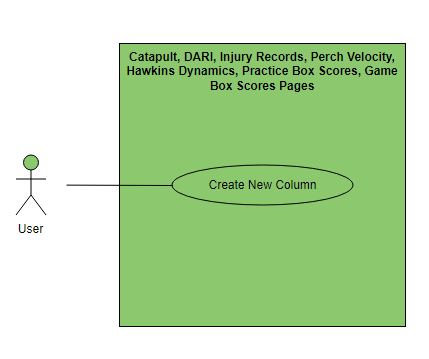 Catapult, DARI, Injury Records, Perch Velocity,
Hawkins Dynamics, Practice Box Scores, Game
Box Scores Pages
Create New Column
User